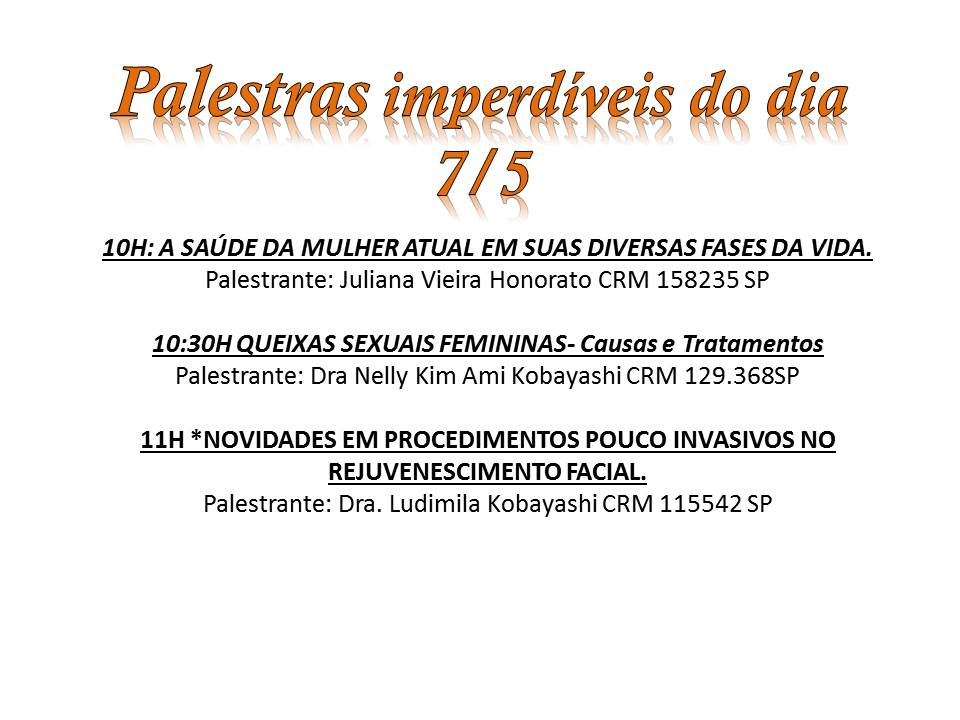 Palestras imperdíveis do dia
7/5
10H: A SAÚDE DA MULHER ATUAL EM SUAS DIVERSAS FASES DA VIDA.
Palestrante: Juliana Vieira Honorato CRM 158235 SP
10:30H QUEIXAS SEXUAIS FEMININAS- Causas e Tratamentos
Palestrante: Dra Nelly Kim Ami Kobayashi CRM 129.368SP
11H *NOVIDADES EM PROCEDIMENTOS POUCO INVASIVOS NO
REJUVENESCIMENTO FACIAL.
Palestrante: Dra. Ludimila Kobayashi CRM 115542 SP